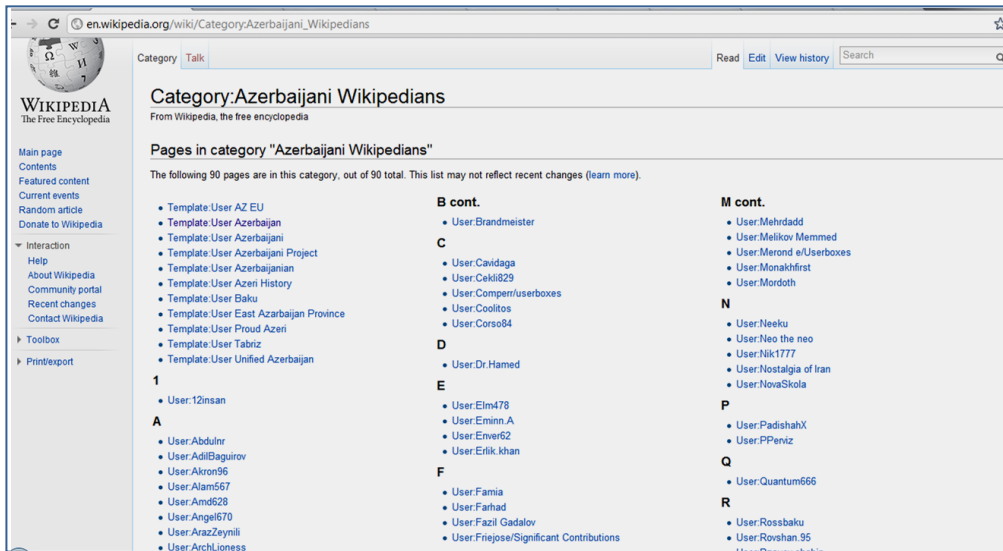 en.wikipedia.org/wiki/Category:Azerbaijani_Wikipedians
Category Talk
Read Edit View history Search
WIKIPEDIA
The Free Encyclopedia
Main page
Contents
Featured content
Current events
Random article
Donate to Wikipedia
Interaction
Help
About Wikipedia
Community portal
Recent changes
Contact Wikipedia
Toolbox
Print/export
Category:Azerbaijani Wikipedians
From Wikipedia, the free encyclopedia
Pages in category "Azerbaijani Wikipedians"
The following 90 pages are in this category, out of 90 total. This list may not reflect recent changes (learn more).
Template:User AZ EU
Template:User Azerbaijan
Template:User Azerbaijani
Template:User Azerbaijani Project
Template:User Azerbaijanian
Template:User Azeri History
Template:User Baku
Template:User East Azarbaijan Province
Template:User Proud Azeri
Template:User Tabriz
Template:User Unified Azerbaijan
1
User:12insan
A
User:Abdulnr
User:AdilBaguirov
User:Akron96
User:Alam567
User:Amd628
User:Angel670
User:ArazZeynili
User:ArchLioness
B cont.
User:Brandmeister
C
User:Cavidaga
User:Cekli829
User:Comperr/userboxes
User:Coolitos
User:Corso84
D
User:Dr.Hamed
E
User:Elm478
User:Eminn.A
User:Enver62
User:Erlik.khan
F
User:Famia
User:Farhad
User:Fazil Gadalov
User:Friejose/Significant Contributions
M cont.
User:Mehrdadd
User:Melikov Memmed
User:Merond e/Userboxes
User:Monakhfirst
User:Mordoth
N
User:Neeku
User:Neo the neo
User:Nik1777
User:Nostalgia of Iran
User:NovaSkola
P
User:PadishahX
User:PPerviz
Q
User:Quantum666
R
User:Rossbaku
User:Rovshan.95